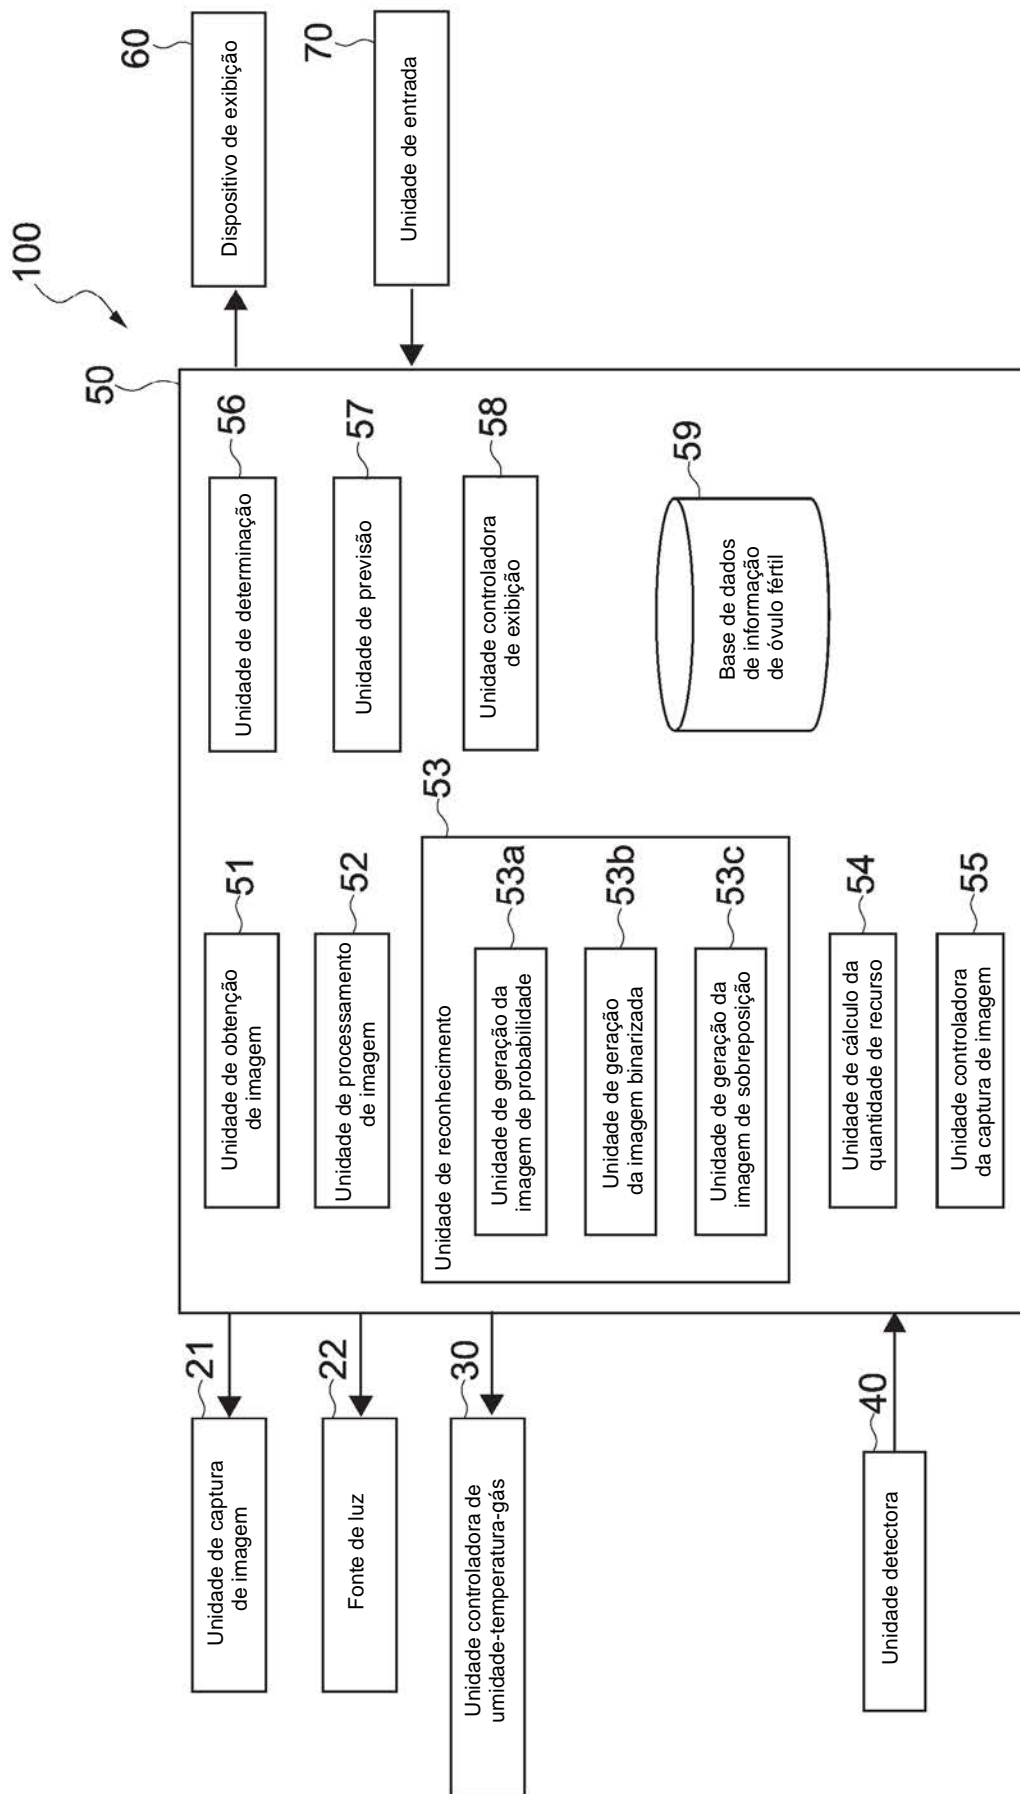 100
21
Unidade de captura
de imagem
22
Fonte de luz
30
Unidade controladora de
umidade-temperatura-gás
40
Unidade detectora
50
51
Unidade de obtenção
de imagem
52
Unidade de processamento
de imagem
53
Unidade de reconhecimento
53a
Unidade de geração da
imagem de probabilidade
53b
Unidade de geração
da imagem binarizada
53c
Unidade de geração da
imagem de sobreposição
54
Unidade de cálculo da
quantidade de recurso
55
Unidade controladora
da captura de imagem
56
Unidade de determinação
57
Unidade de previsão
58
Unidade controladora
de exibição
59
Base de dados
de informação
de óvulo fértil
60
Dispositivo de exibição
70
Unidade de entrada